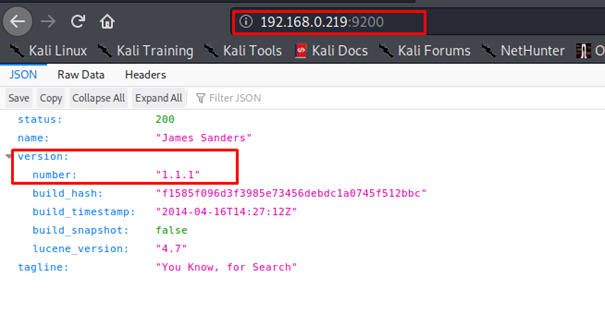 192.168.0.219:9200
Kali Linux Kali Training Kali Tools Kali Docs Kali Forums NetHunter O
JSON Raw Data Headers
Save Copy Collapse All Expand All Filter JSON
status: 200
name: "James Sanders"
version:
number: "1.1.1"
build_hash: "f1585f096d3f3985e73456debdc1a0745f512bbc"
build_timestamp: "2014-04-16T14:27:12Z"
build_snapshot: false
lucene_version: "4.7"
tagline: "You Know, for Search"